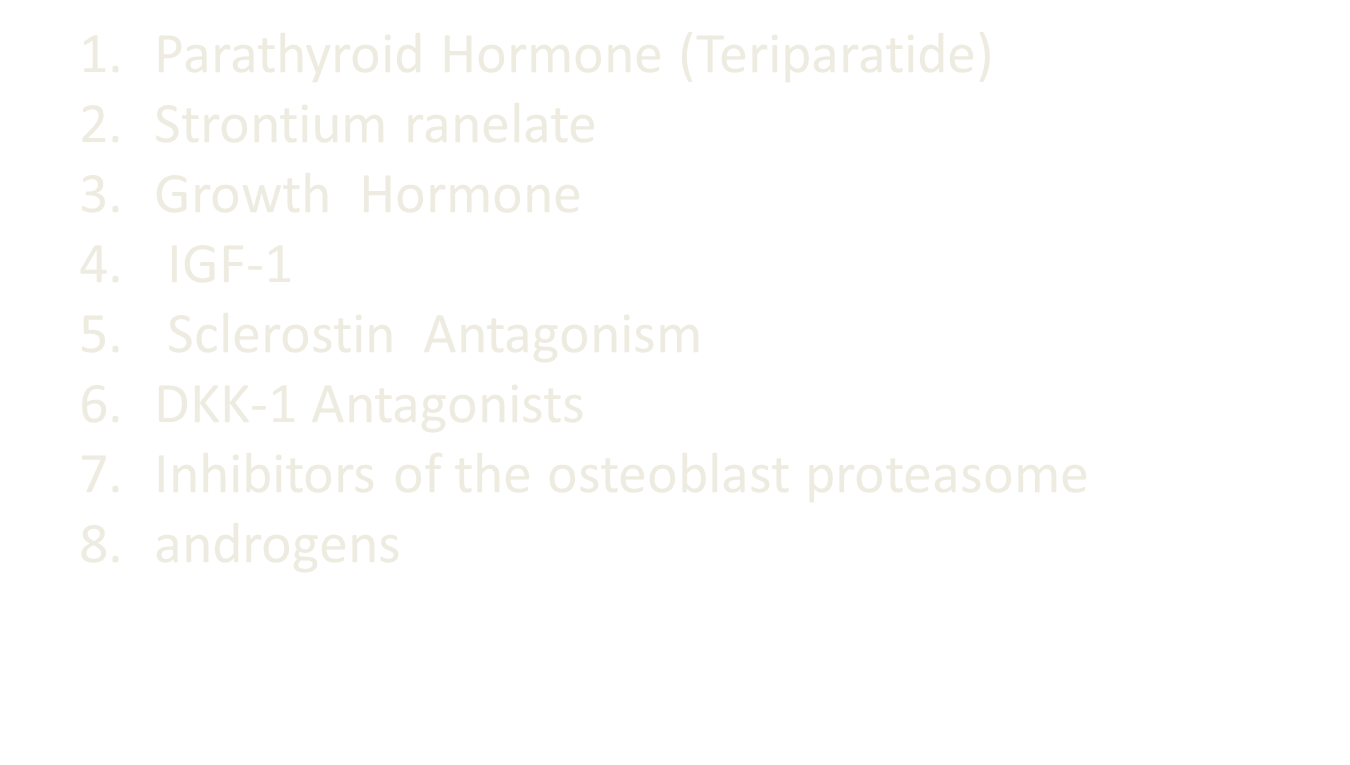 1. Parathyroid Hormone (Teriparatide)
2. Strontium ranelate
3. Growth Hormone
4. IGF-1
5. Sclerostin Antagonism
6. DKK-1 Antagonists
7. Inhibitors of the osteoblast proteasome
8. androgens